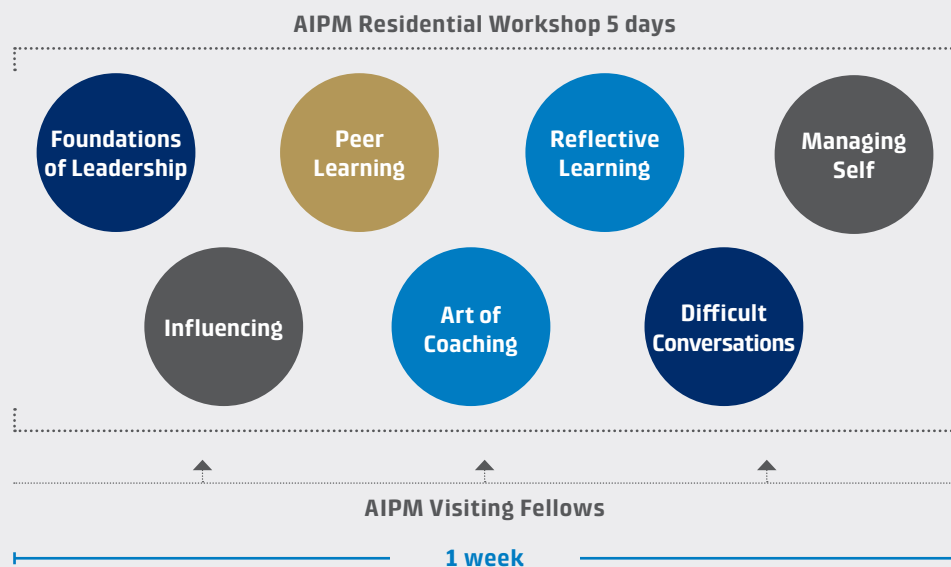 AIPM Residential Workshop 5 days
Foundations
of Leadership
Peer
Learning
Reflective
Learning
Managing
Self
Influencing
Art of
Coaching
Difficult
Conversations
AIPM Visiting Fellows
1 week